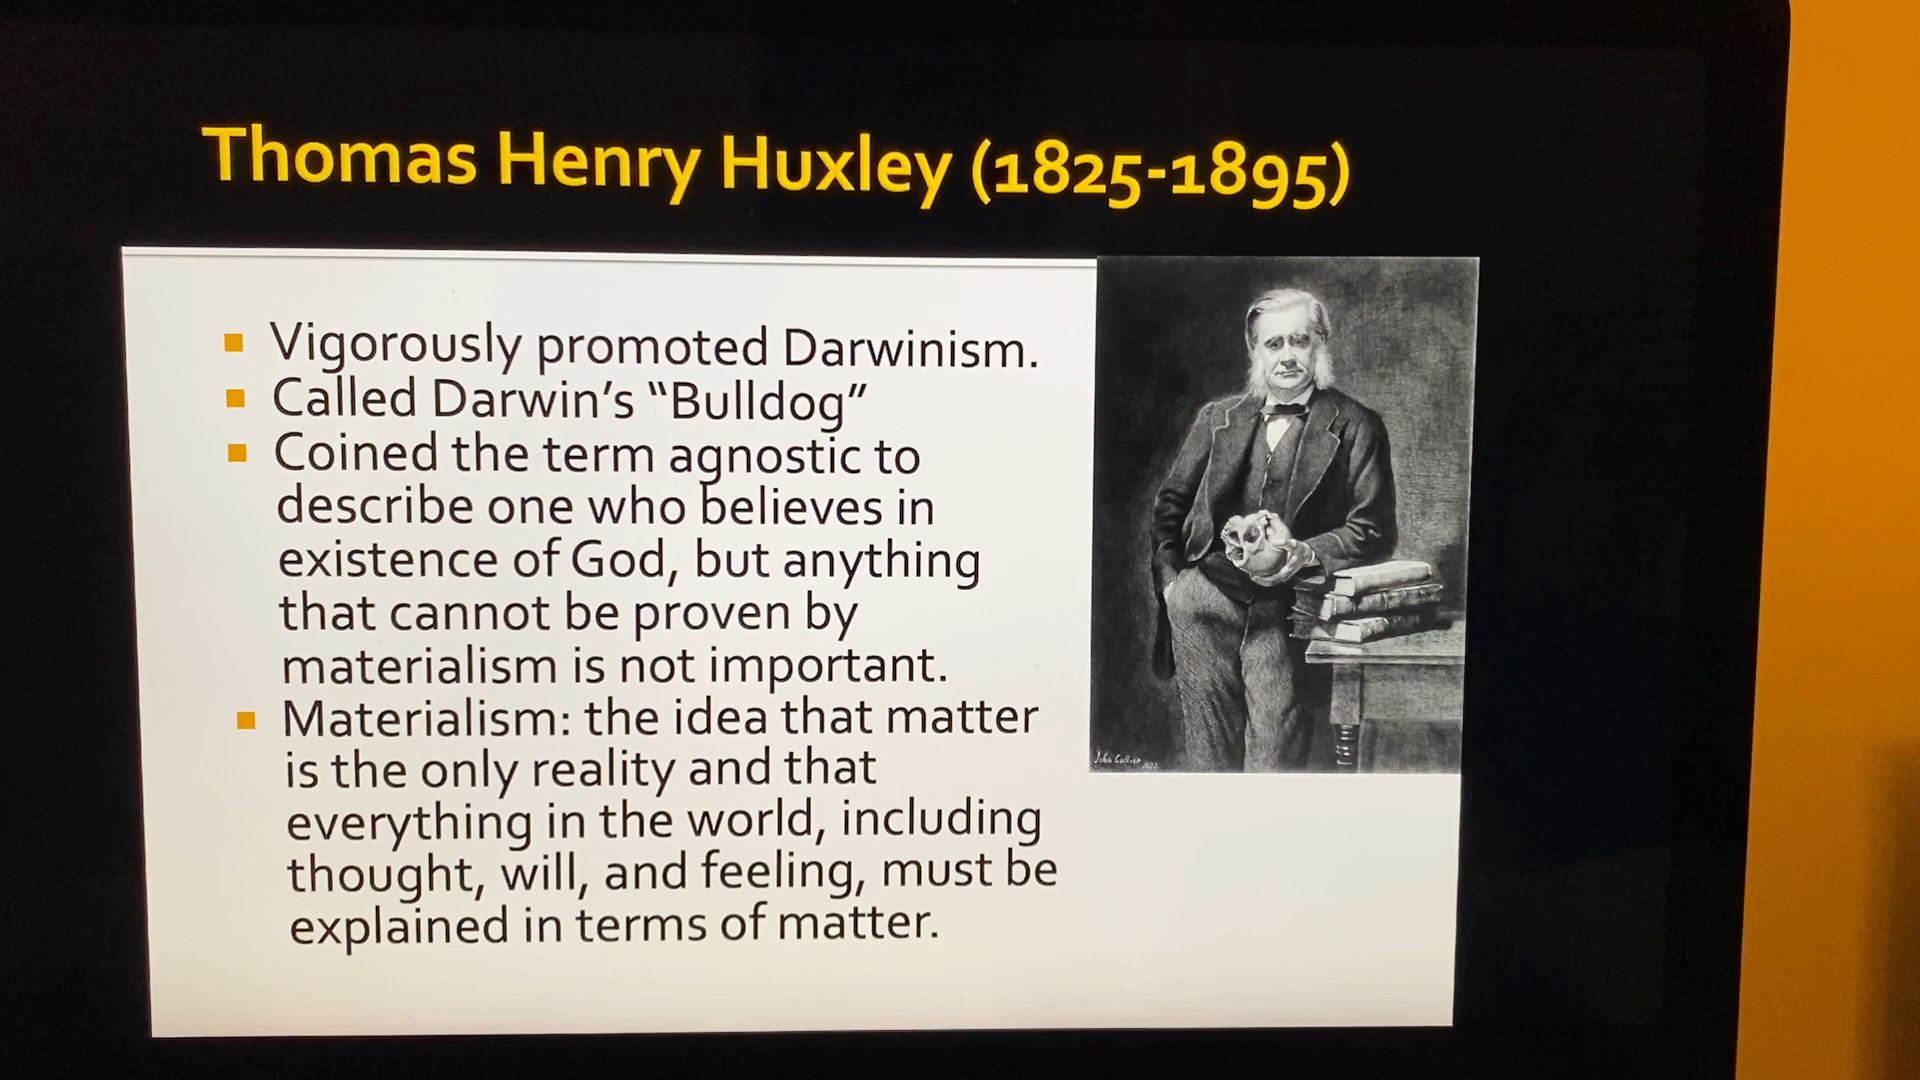 Thomas Henry Huxley (1825-1895)
Vigorously promoted Darwinism.
Called Darwin's “Bulldog”
Coined the term agnostic to
describe one who believes in
existence of God, but anything
that cannot be proven by
materialism is not important.
Materialism: the idea that matter
is the only reality and that
everything in the world, including
thought, will, and feeling, must be
explained in terms of matter.
John Collier